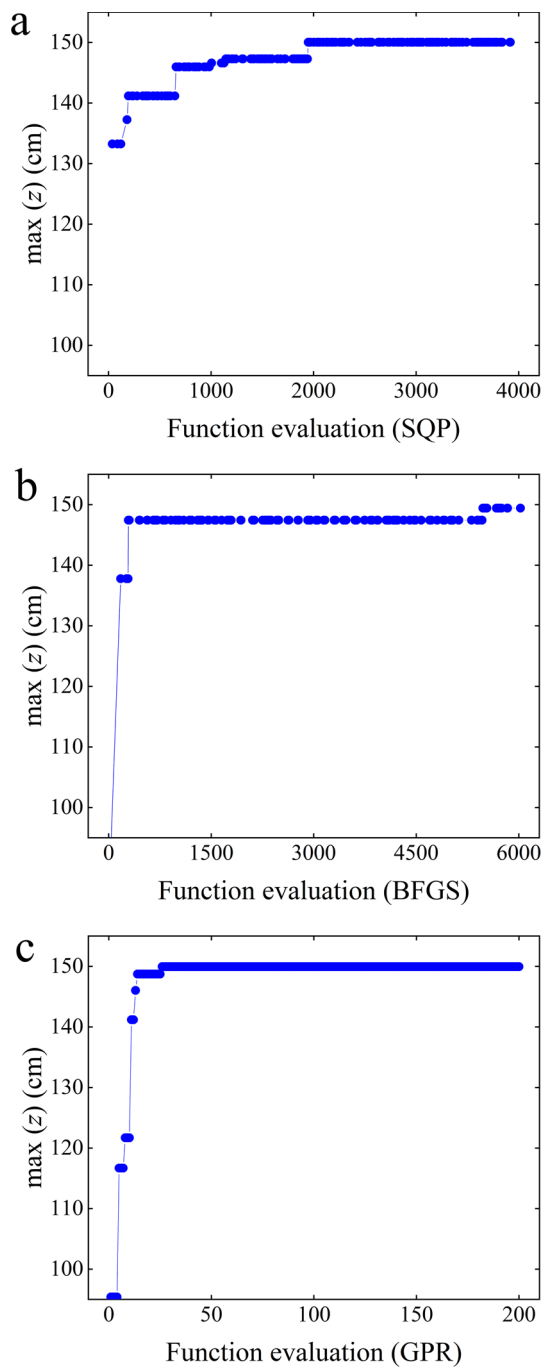 a
150
140
130
120
110
100
max (z) (cm)
0 1000 2000 3000 4000
Function evaluation (SQP)
b
150
140
130
120
110
100
max (z) (cm)
0 1500 3000 4500 6000
Function evaluation (BFGS)
c
150
140
130
120
110
100
max (z) (cm)
0 50 100 150 200
Function evaluation (GPR)